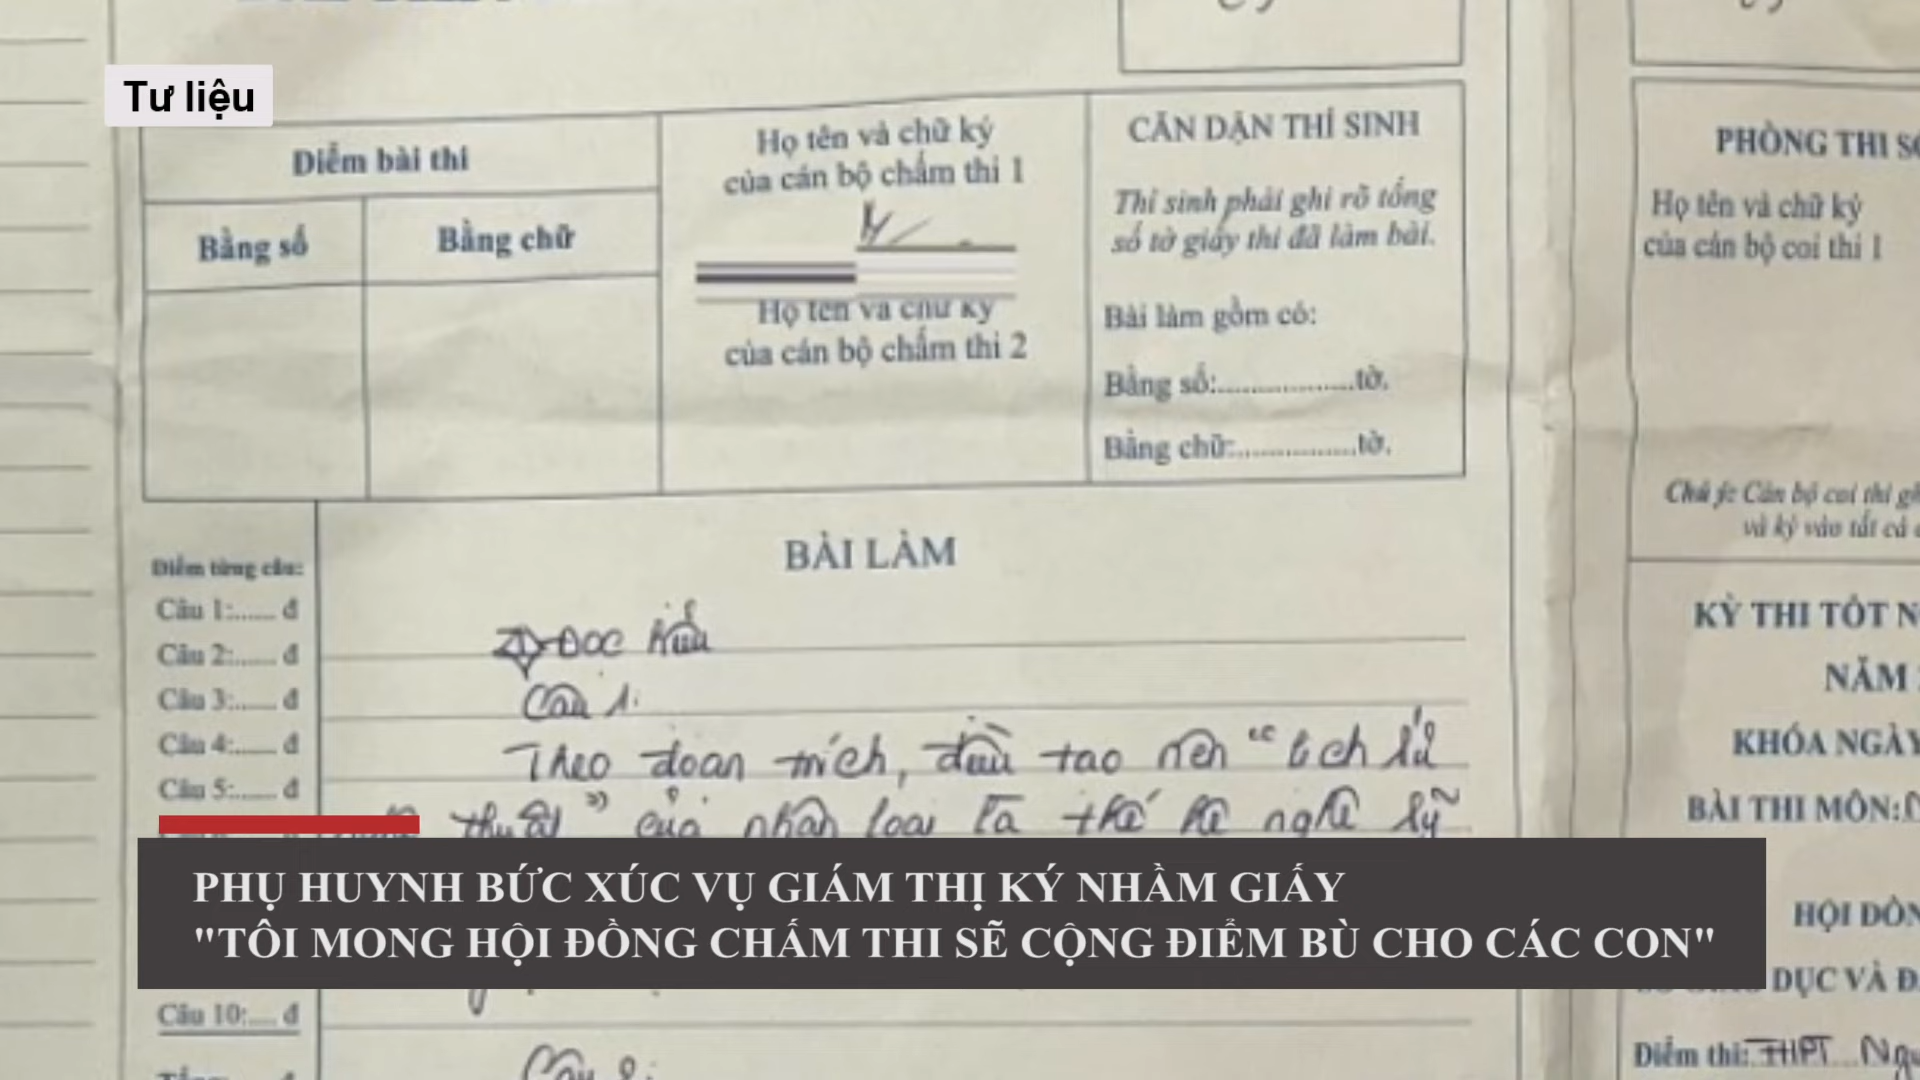 Tư liệu
Điểm bài thi
Bằng số
Bằng chữ
Họ tên và chữ ký
của cán bộ chấm thi 1
Họ tên và chữ ký
của cán bộ chấm thi 2
CĂN DẶN THÍ SINH
Thí sinh phải ghi rõ tổng
số tờ giấy thi đã làm bài.
Bài làm gồm có:
Bằng số:....................tờ.
Bằng chữ:.................tờ.
PHÒNG THI
Họ tên và chữ ký
của cán bộ coi thi 1
Chú ý: Cán bộ coi thi
và ký vào tất cả
BÀI LÀM
Điểm từng câu:
Câu 1:...... đ
Câu 2:...... đ
Câu 3:...... đ
Câu 4:...... đ
Câu 5:...... đ
Câu 10:.... đ
Đọc hiểu
Câu 1.
Theo đoạn trích, điều tạo nên "lịch sử
thuật" của nhân loại là thế hệ nghệ sỹ
KỲ THI TỐT
NĂM
KHÓA NGÀY
BÀI THI MÔN:
HỘI ĐỒN
DỤC VÀ
Điểm thi: THPT
PHỤ HUYNH BỨC XÚC VỤ GIÁM THỊ KÝ NHẦM GIẤY
"TÔI MONG HỘI ĐỒNG CHẤM THI SẼ CỘNG ĐIỂM BÙ CHO CÁC CON"